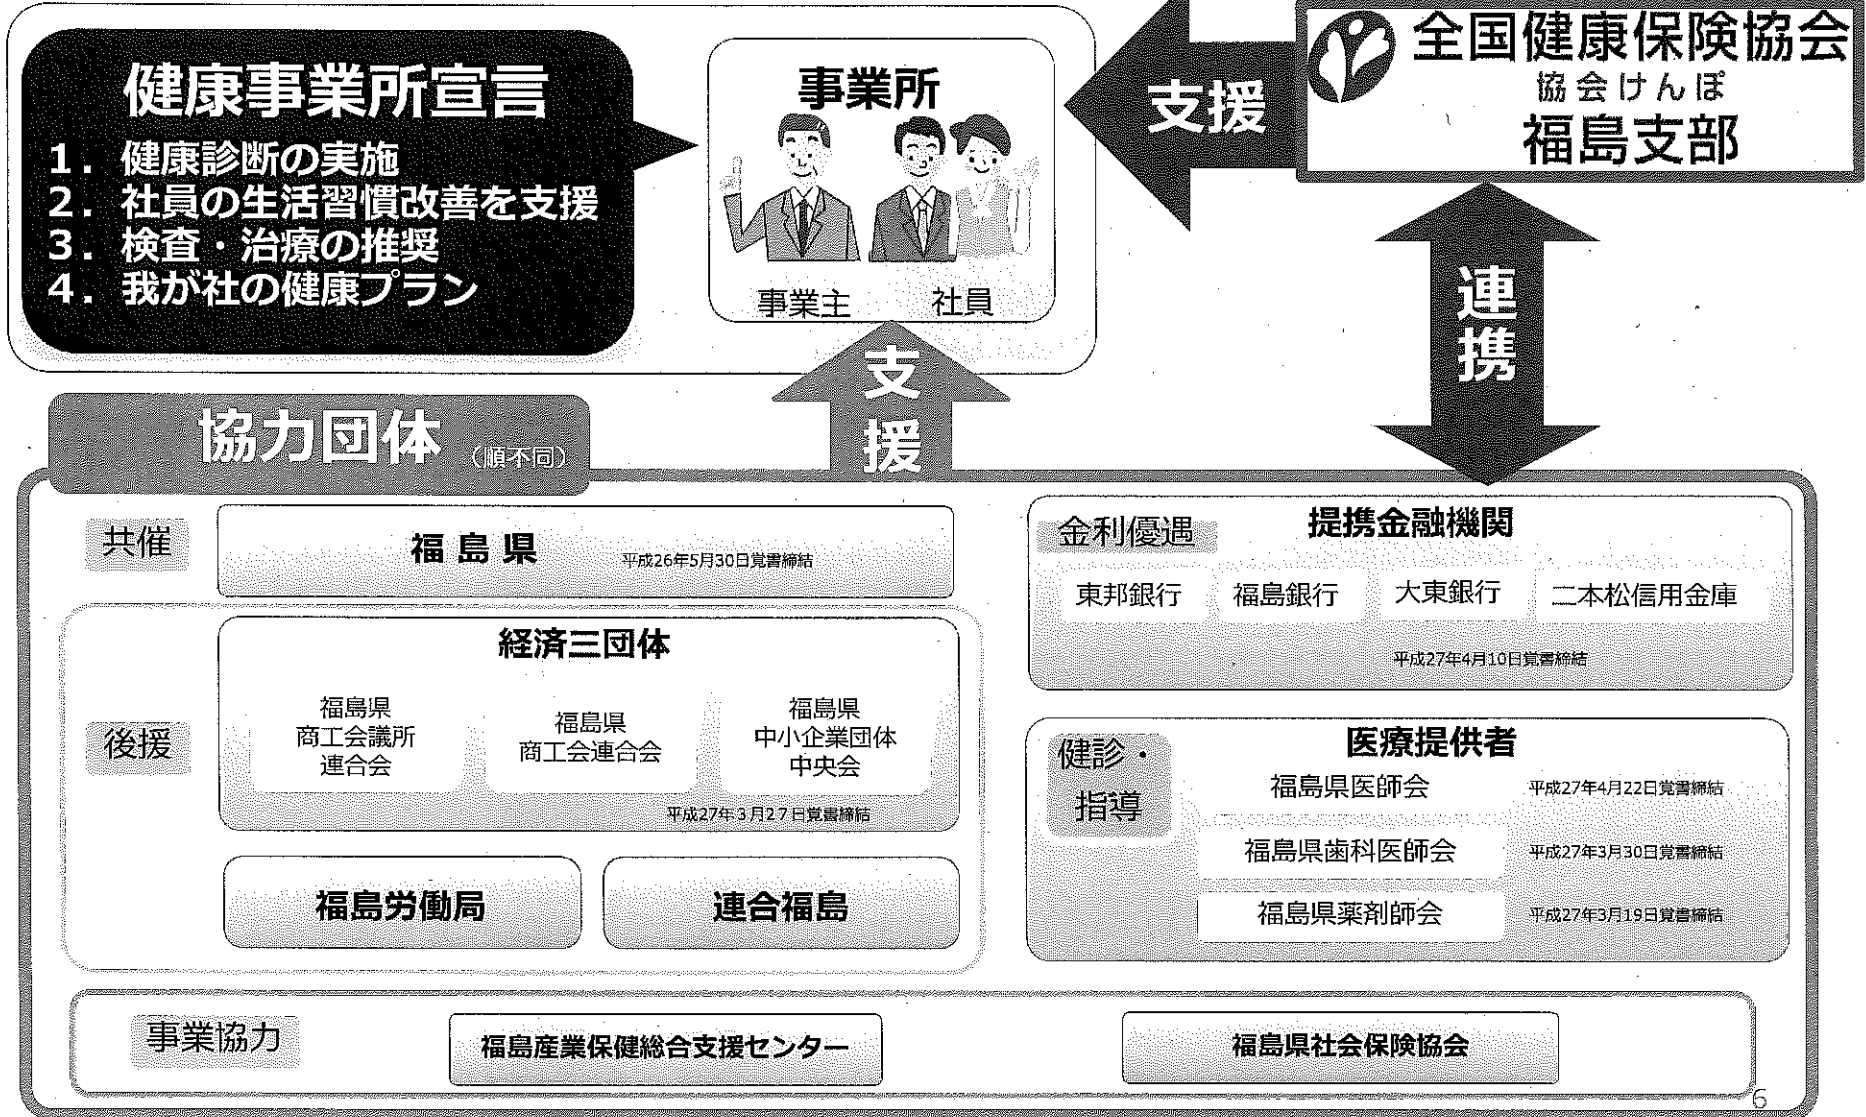 健康事業所宣言
1. 健康診断の実施
2. 社員の生活習慣改善を支援
3. 検査・治療の推奨
4. 我が社の健康プラン
事業所
事業主
社員
支援
全国健康保険協会
協会けんぽ
福島支部
連携
支援
協力団体 (順不同)
共催
福島県 平成26年5月30日覚書締結
後援
経済三団体
福島県
商工会議所
連合会
福島県
商工会連合会
福島県
中小企業団体
中央会
平成27年3月27日覚書締結
福島労働局
連合福島
金利優遇
提携金融機関
東邦銀行
福島銀行
大東銀行
二本松信用金庫
平成27年4月10日覚書締結
健診・
指導
医療提供者
福島県医師会 平成27年4月22日覚書締結
福島県歯科医師会 平成27年3月30日覚書締結
福島県薬剤師会 平成27年3月19日覚書締結
事業協力
福島産業保健総合支援センター
福島県社会保険協会
6